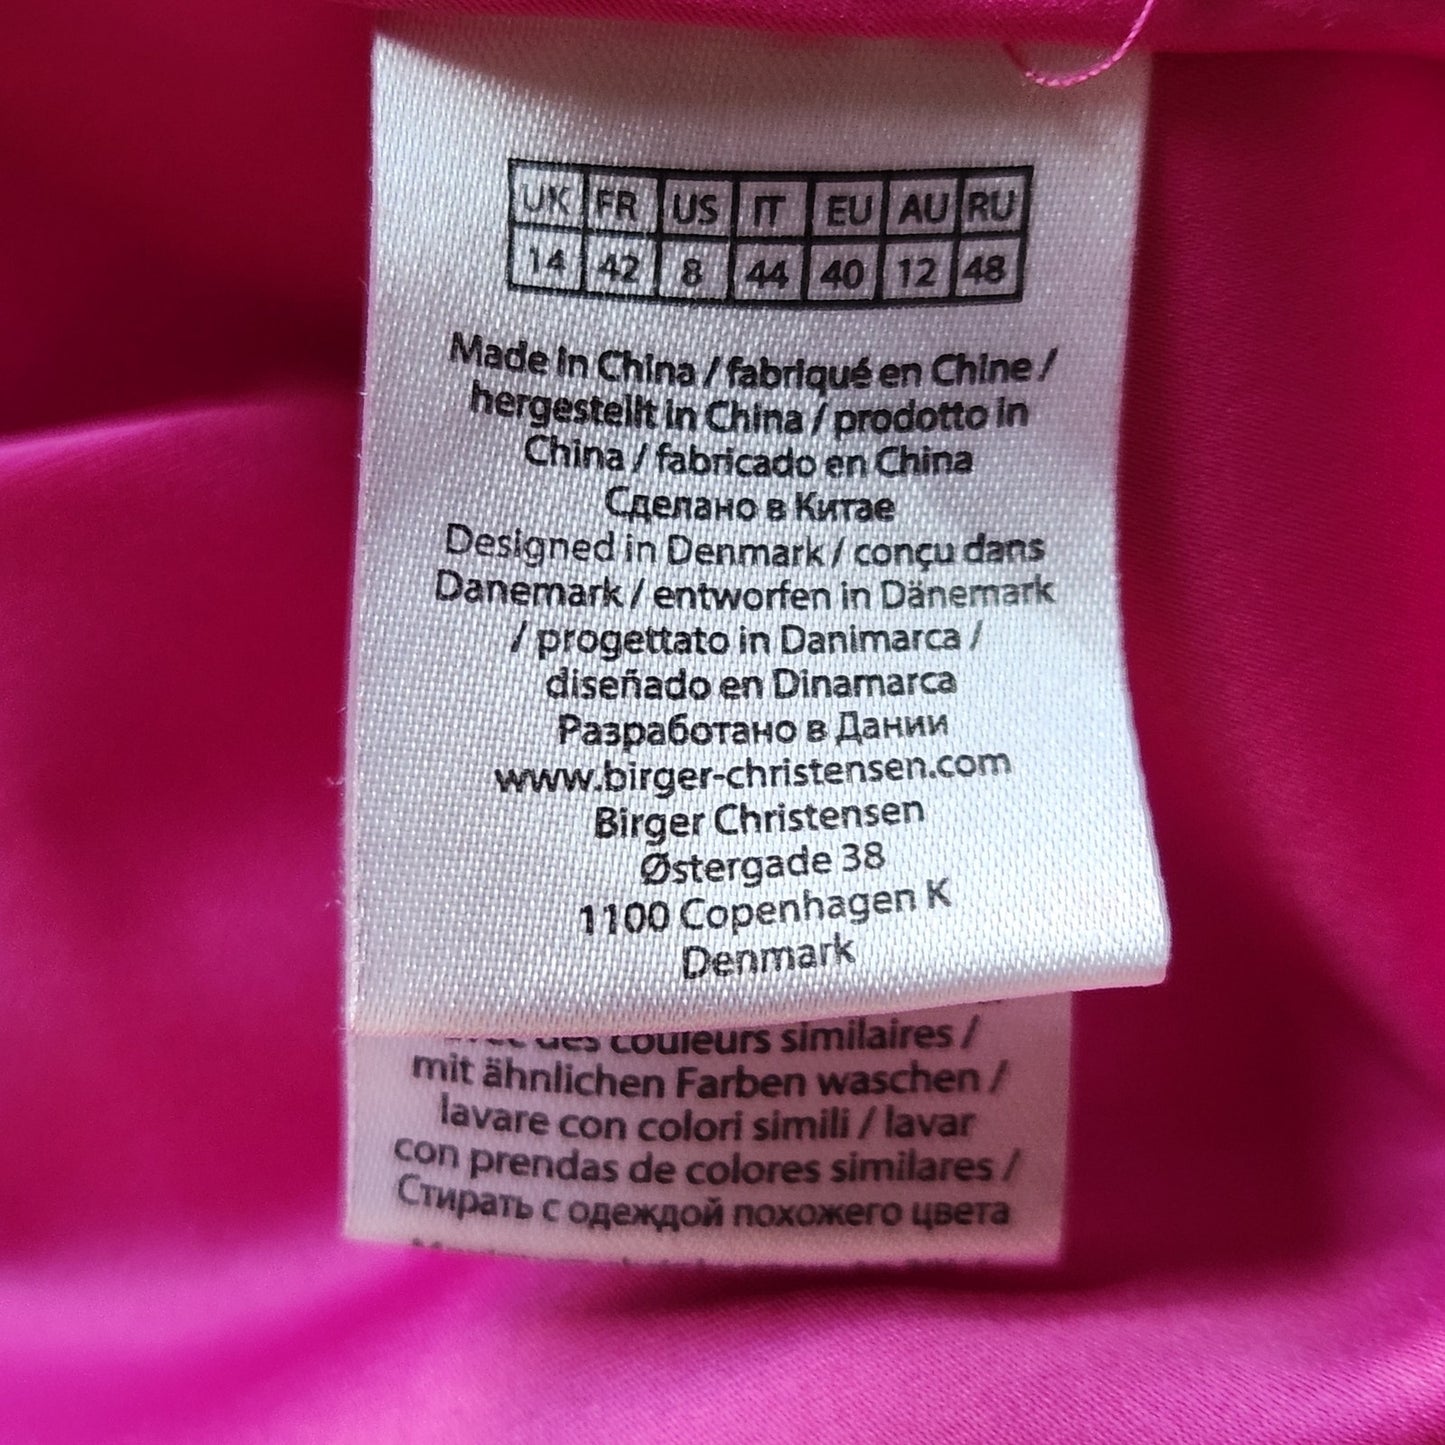 UK FR US IT EU AU RU
14 42 8 44 40 12 48
Made in China / fabriqué en Chine /
hergestellt in China / prodotto in
China / fabricado en China
Сделано в Китае
Designed in Denmark / conçu dans
Danemark / entworfen in Dänemark
/ progettato in Danimarca /
diseñado en Dinamarca
Разработано в Дании
www.birger-christensen.com
Birger Christensen
Østergade 38
1100 Copenhagen K
Denmark
des couleurs similaires /
mit ähnlichen Farben waschen /
lavare con colori simili / lavar
con prendas de colores similares /
Стирать с одеждой похожего цвета